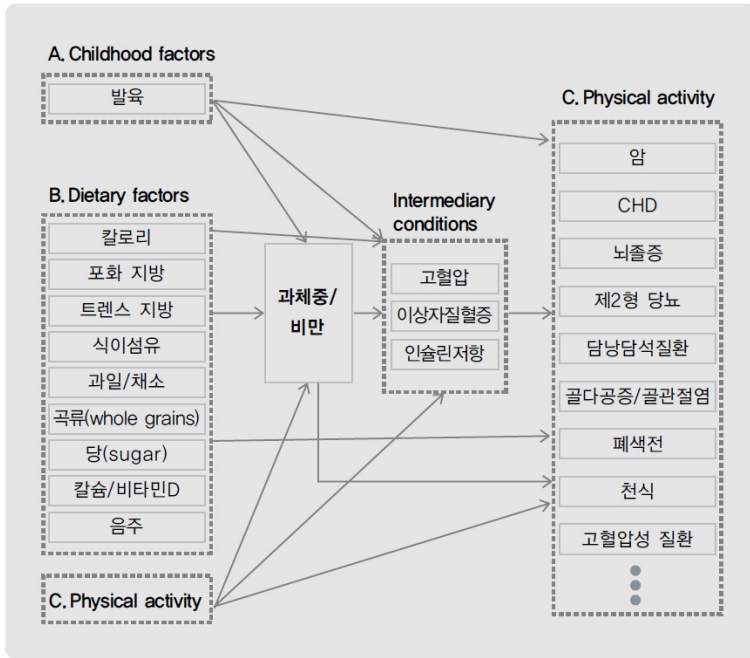 A. Childhood factors
발육
B. Dietary factors
칼로리
포화 지방
트렌스 지방
식이섬유
과일/채소
곡류(whole grains)
당(sugar)
칼슘/비타민D
음주
C. Physical activity
과체중/
비만
Intermediary
conditions
고혈압
이상자질혈증
인슐린저항
C. Physical activity
암
CHD
뇌졸증
제2형 당뇨
담낭담석질환
골다공증/골관절염
폐색전
천식
고혈압성 질환